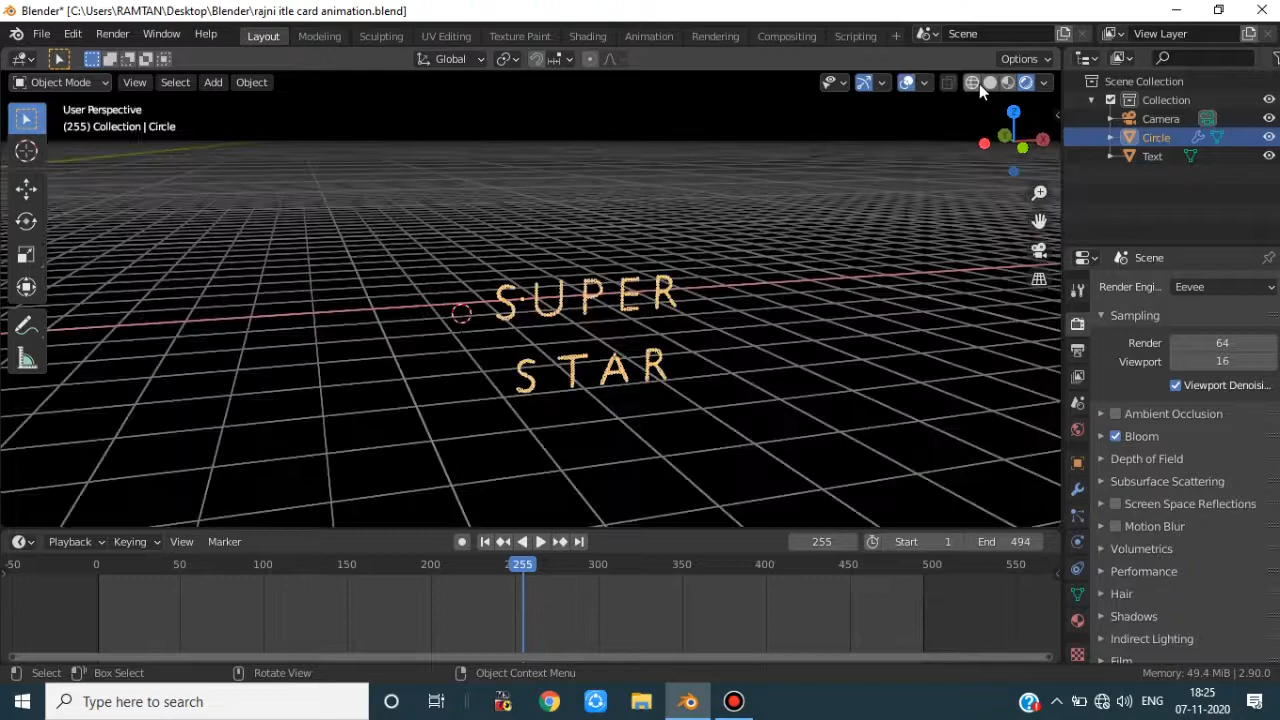 Blender* [C:\Users\RAMTAN\Desktop\Blender\rajni itle card animation.blend]
File Edit Render Window Help Layout Modeling Sculpting UV Editing Texture Paint Shading Animation Rendering Compositing Scripting + Scene View Layer
Global Options
Object Mode View Select Add Object
Scene Collection
Collection
Camera
Circle
Text
User Perspective
(255) Collection | Circle
Z
X
SUPER
STAR
Scene
Render Engi... Eevee
Sampling
Render 64
Viewport 16
Viewport Denoisi...
Ambient Occlusion
Bloom
Depth of Field
Subsurface Scattering
Screen Space Reflections
Motion Blur
Volumetrics
Performance
Hair
Shadows
Indirect Lighting
Film
Playback Keying View Marker 255 Start 1 End 494
-50 0 50 100 150 200 255 300 350 400 450 500 550
Select Box Select Rotate View Object Context Menu Memory: 49.4 MiB | 2.90.0
Type here to search
ENG
18:25
07-11-2020